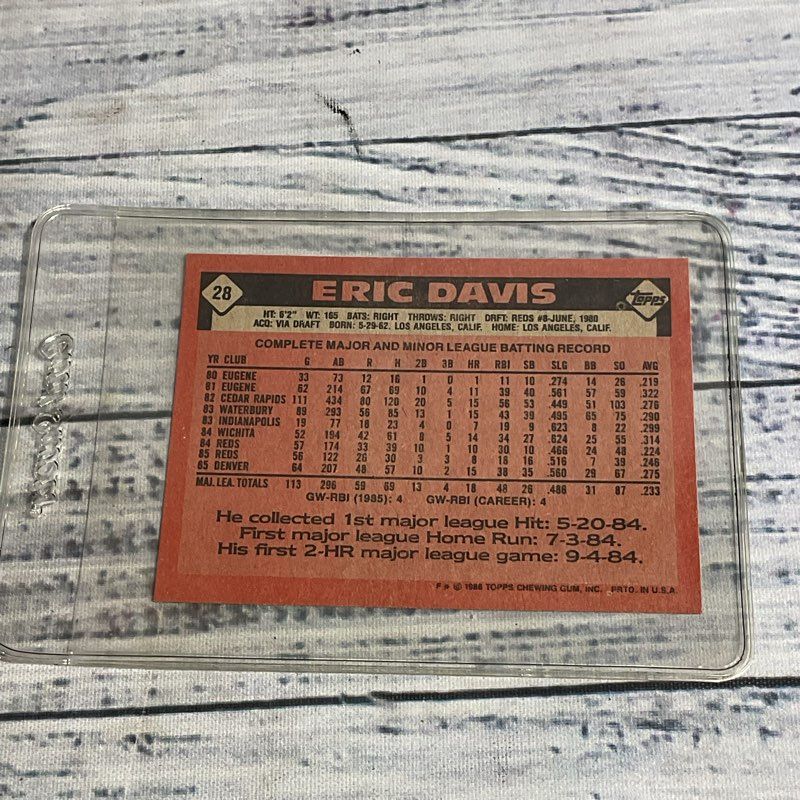 28 ERIC DAVIS Topps
HT: 6'2" WT: 165 BATS: RIGHT THROWS: RIGHT DRFT: REDS #8-JUNE, 1980
ACQ: VIA DRAFT BORN: 5-29-62, LOS ANGELES, CALIF. HOME: LOS ANGELES, CALIF.
COMPLETE MAJOR AND MINOR LEAGUE BATTING RECORD
YR CLUB G AB R H 2B 3B HR RBI SB SLG BB SO AVG
80 EUGENE 33 73 12 16 1 0 1 11 10 .274 14 26 .219
81 EUGENE 62 214 67 69 10 4 11 39 40 .561 57 59 .322
82 CEDAR RAPIDS 111 434 80 120 20 5 15 56 53 .449 51 103 .276
83 WATERBURY 89 293 56 85 13 1 15 43 39 .495 65 75 .290
83 INDIANAPOLIS 19 77 18 23 4 0 7 19 9 .623 8 22 .299
84 WICHITA 52 194 42 61 8 5 14 34 27 .624 25 55 .314
84 REDS 57 174 33 39 10 1 10 30 10 .466 24 48 .224
85 REDS 56 122 26 30 3 3 8 18 16 .516 7 39 .246
85 DENVER 64 207 48 57 10 2 15 38 35 .560 29 67 .275
MAJ. LEA. TOTALS 113 296 59 69 13 4 18 48 26 .486 31 87 .233
GW-RBI (1985): 4 GW-RBI (CAREER): 4
He collected 1st major league Hit: 5-20-84.
First major league Home Run: 7-3-84.
His first 2-HR major league game: 9-4-84.
© 1986 TOPPS CHEWING GUM, INC. PRTD. IN U.S.A.